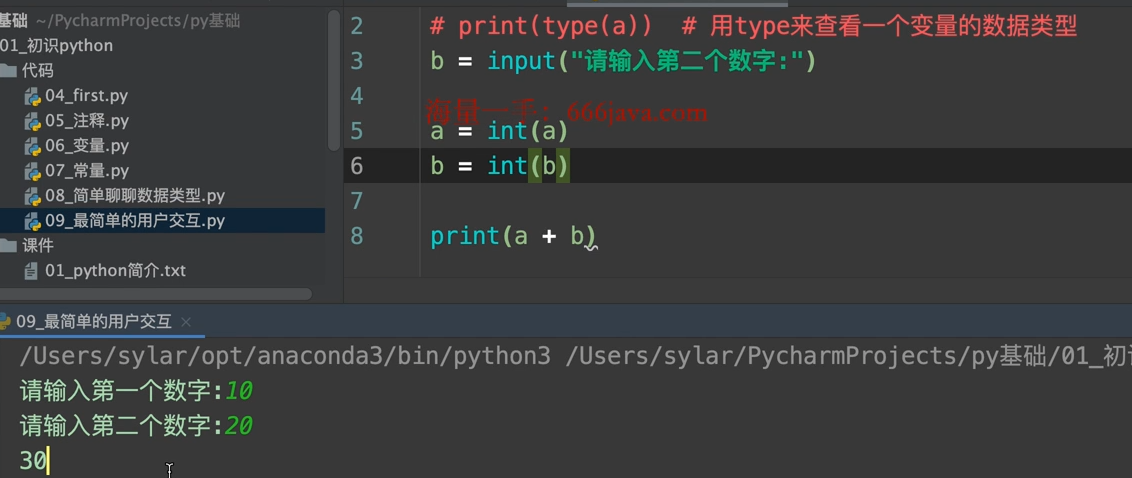 基础 ~/PycharmProjects/py基础
01_初识python
代码
04_first.py
05_注释.py
06_变量.py
07_常量.py
08_简单聊聊数据类型.py
09_最简单的用户交互.py
课件
01_python简介.txt
2 # print(type(a))  # 用type来查看一个变量的数据类型
3 b = input("请输入第二个数字:")
4
海量一手：666java.com
5 a = int(a)
6 b = int(b)
7
8 print(a + b)
09_最简单的用户交互 ×
/Users/sylar/opt/anaconda3/bin/python3 /Users/sylar/PycharmProjects/py基础/01_初
请输入第一个数字:10
请输入第二个数字:20
30